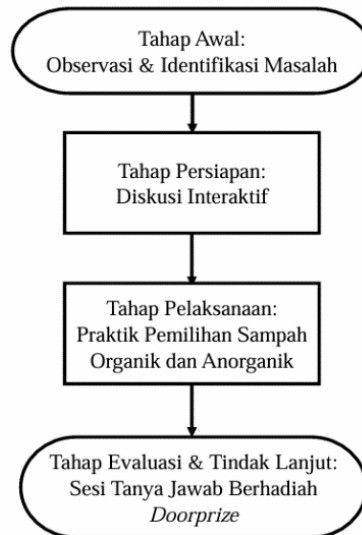 Tahap Awal:
Observasi & Identifikasi Masalah
Tahap Persiapan:
Diskusi Interaktif
Tahap Pelaksanaan:
Praktik Pemilihan Sampah
Organik dan Anorganik
Tahap Evaluasi & Tindak Lanjut:
Sesi Tanya Jawab Berhadiah
Doorprize